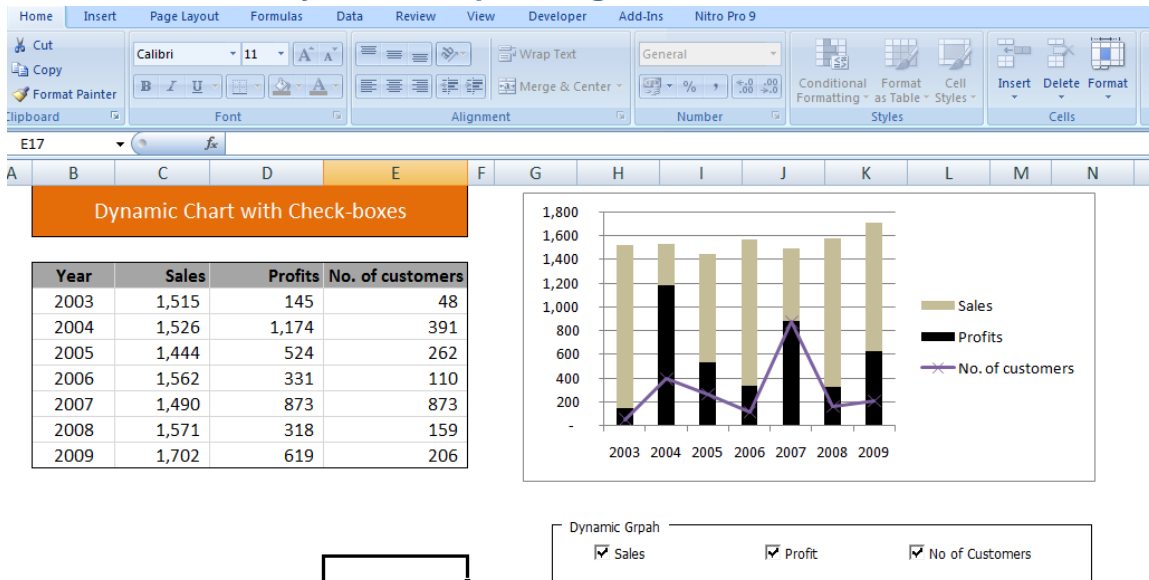 Home Insert Page Layout Formulas Data Review View Developer Add-Ins Nitro Pro 9
Cut
Copy
Format Painter
Clipboard
Calibri 11 A A
B I U A
Font
Wrap Text
Merge & Center
Alignment
General
% , .0 .00 .00 .0
Number
Conditional Formatting Format as Table Cell Styles
Styles
Insert Delete Format
Cells
E17 fx
A B C D E F G H I J K L M N
Dynamic Chart with Check-boxes
Year Sales Profits No. of customers
2003 1,515 145 48
2004 1,526 1,174 391
2005 1,444 524 262
2006 1,562 331 110
2007 1,490 873 873
2008 1,571 318 159
2009 1,702 619 206
1,800
1,600
1,400
1,200
1,000
800
600
400
200
-
2003 2004 2005 2006 2007 2008 2009
Sales
Profits
No. of customers
Dynamic Grpah
Sales Profit No of Customers